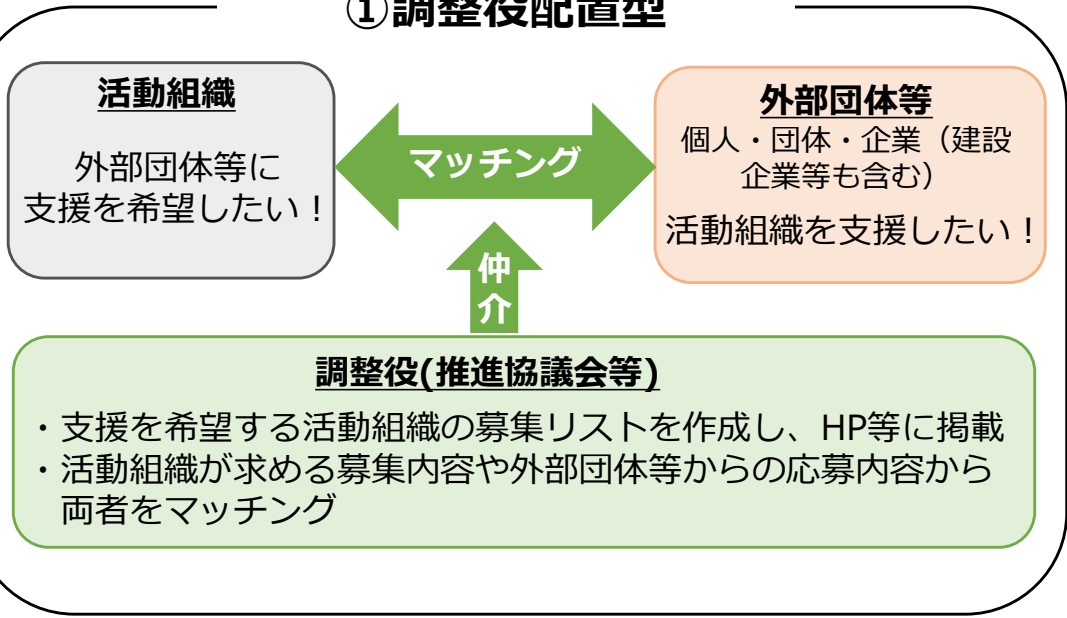 ①調整役配置型
活動組織
外部団体等に
支援を希望したい！
マッチング
外部団体等
個人・団体・企業（建設
企業等も含む）
活動組織を支援したい！
仲
介
調整役(推進協議会等)
・支援を希望する活動組織の募集リストを作成し、HP等に掲載
・活動組織が求める募集内容や外部団体等からの応募内容から
両者をマッチング